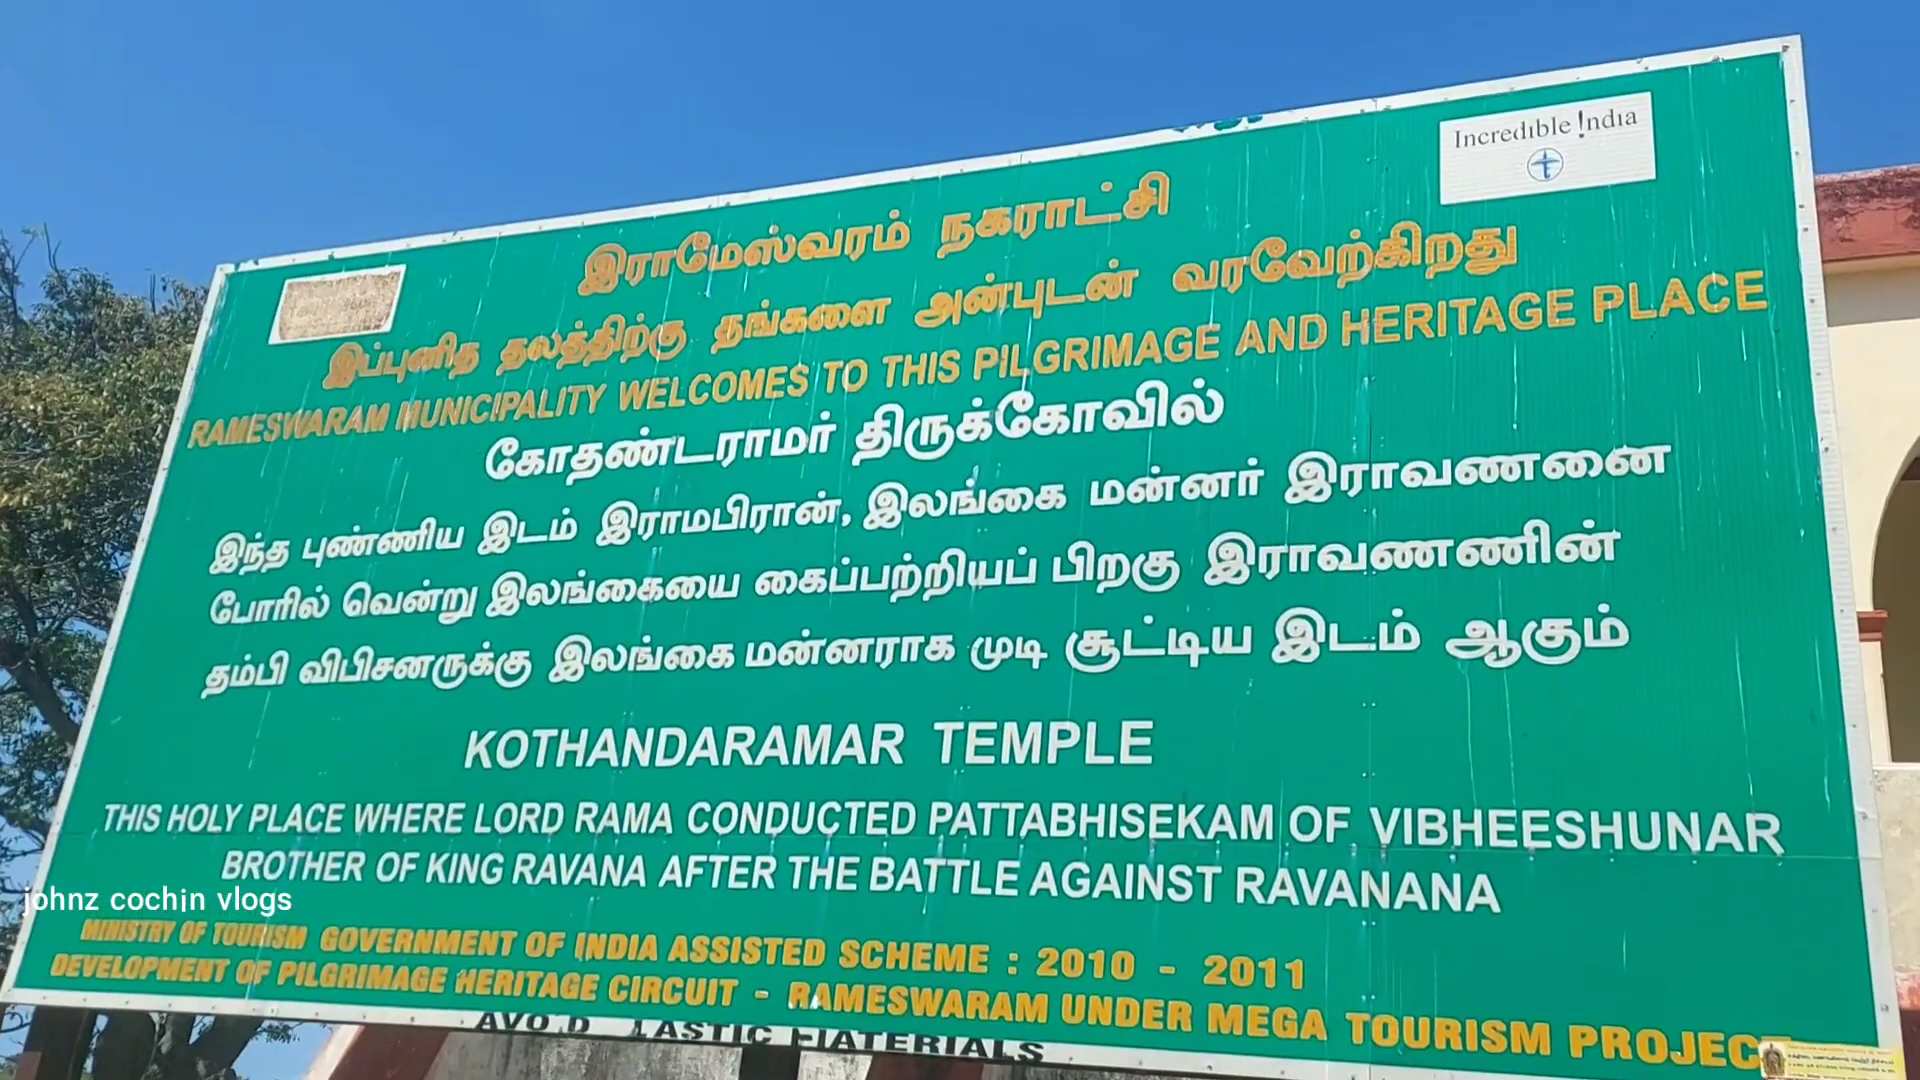 Incredible !ndia
இராமேஸ்வரம் நகராட்சி
இப்புனித தலத்திற்கு தங்களை அன்புடன் வரவேற்கிறது
RAMESWARAM MUNICIPALITY WELCOMES TO THIS PILGRIMAGE AND HERITAGE PLACE
கோதண்டராமர் திருக்கோவில்
இந்த புண்ணிய இடம் இராமபிரான், இலங்கை மன்னர் இராவணனை
போரில் வென்று இலங்கையை கைப்பற்றியப் பிறகு இராவணணின்
தம்பி விபிசனருக்கு இலங்கை மன்னராக முடி சூட்டிய இடம் ஆகும்
KOTHANDARAMAR TEMPLE
THIS HOLY PLACE WHERE LORD RAMA CONDUCTED PATTABHISEKAM OF VIBHEESHUNAR
BROTHER OF KING RAVANA AFTER THE BATTLE AGAINST RAVANANA
johnz cochin vlogs
MINISTRY OF TOURISM GOVERNMENT OF INDIA ASSISTED SCHEME : 2010 - 2011
DEVELOPMENT OF PILGRIMAGE HERITAGE CIRCUIT - RAMESWARAM UNDER MEGA TOURISM PROJEC
AVO D LASTIC MATERIALS